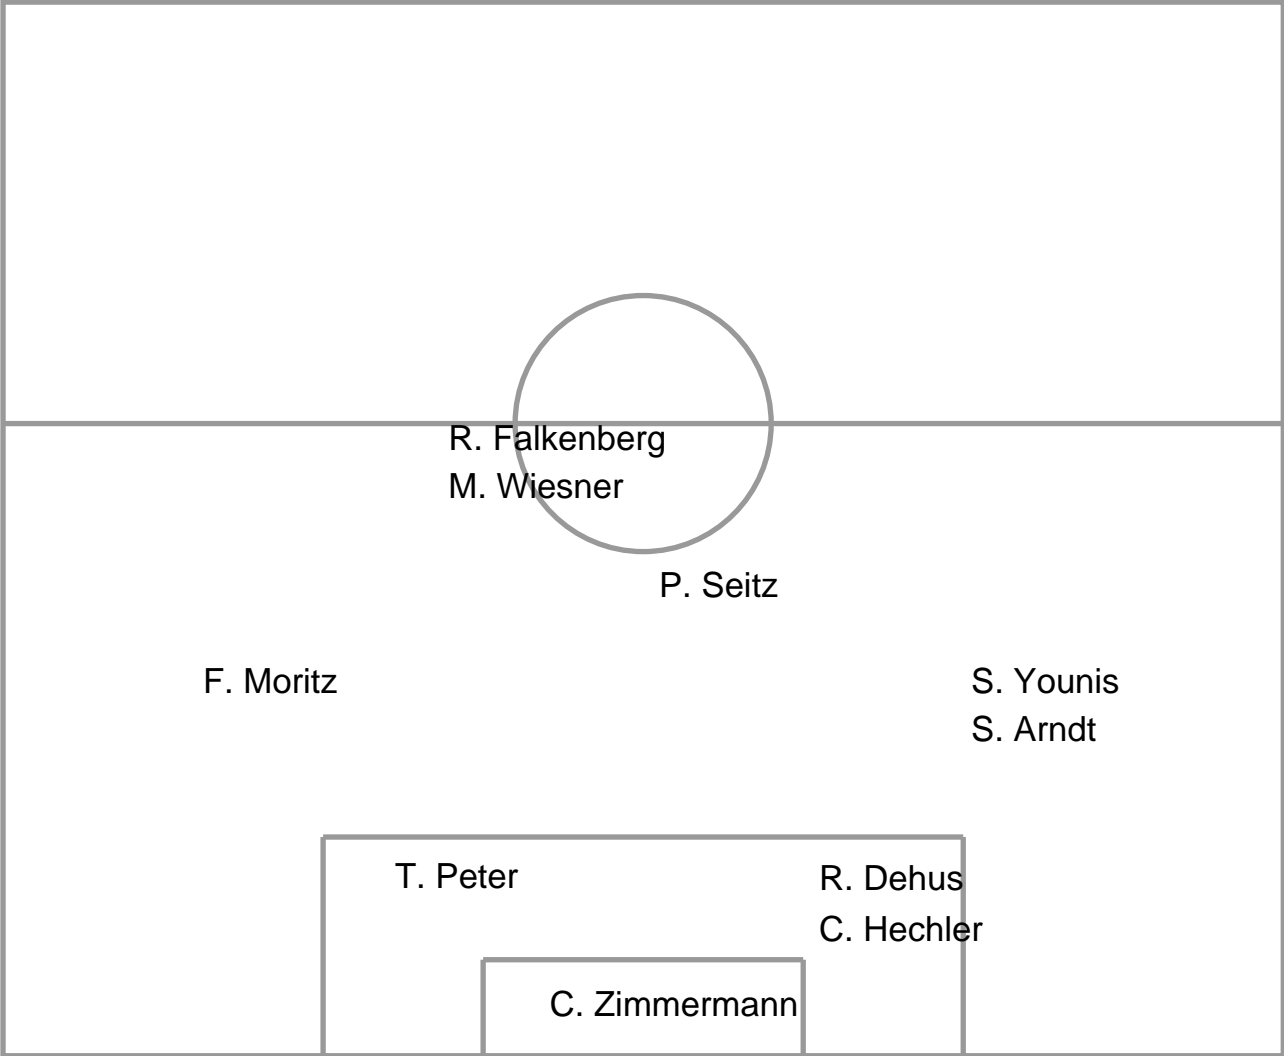 R. Falkenberg
M. Wiesner
P. Seitz
F. Moritz
S. Younis
S. Arndt
T. Peter
R. Dehus
C. Hechler
C. Zimmermann